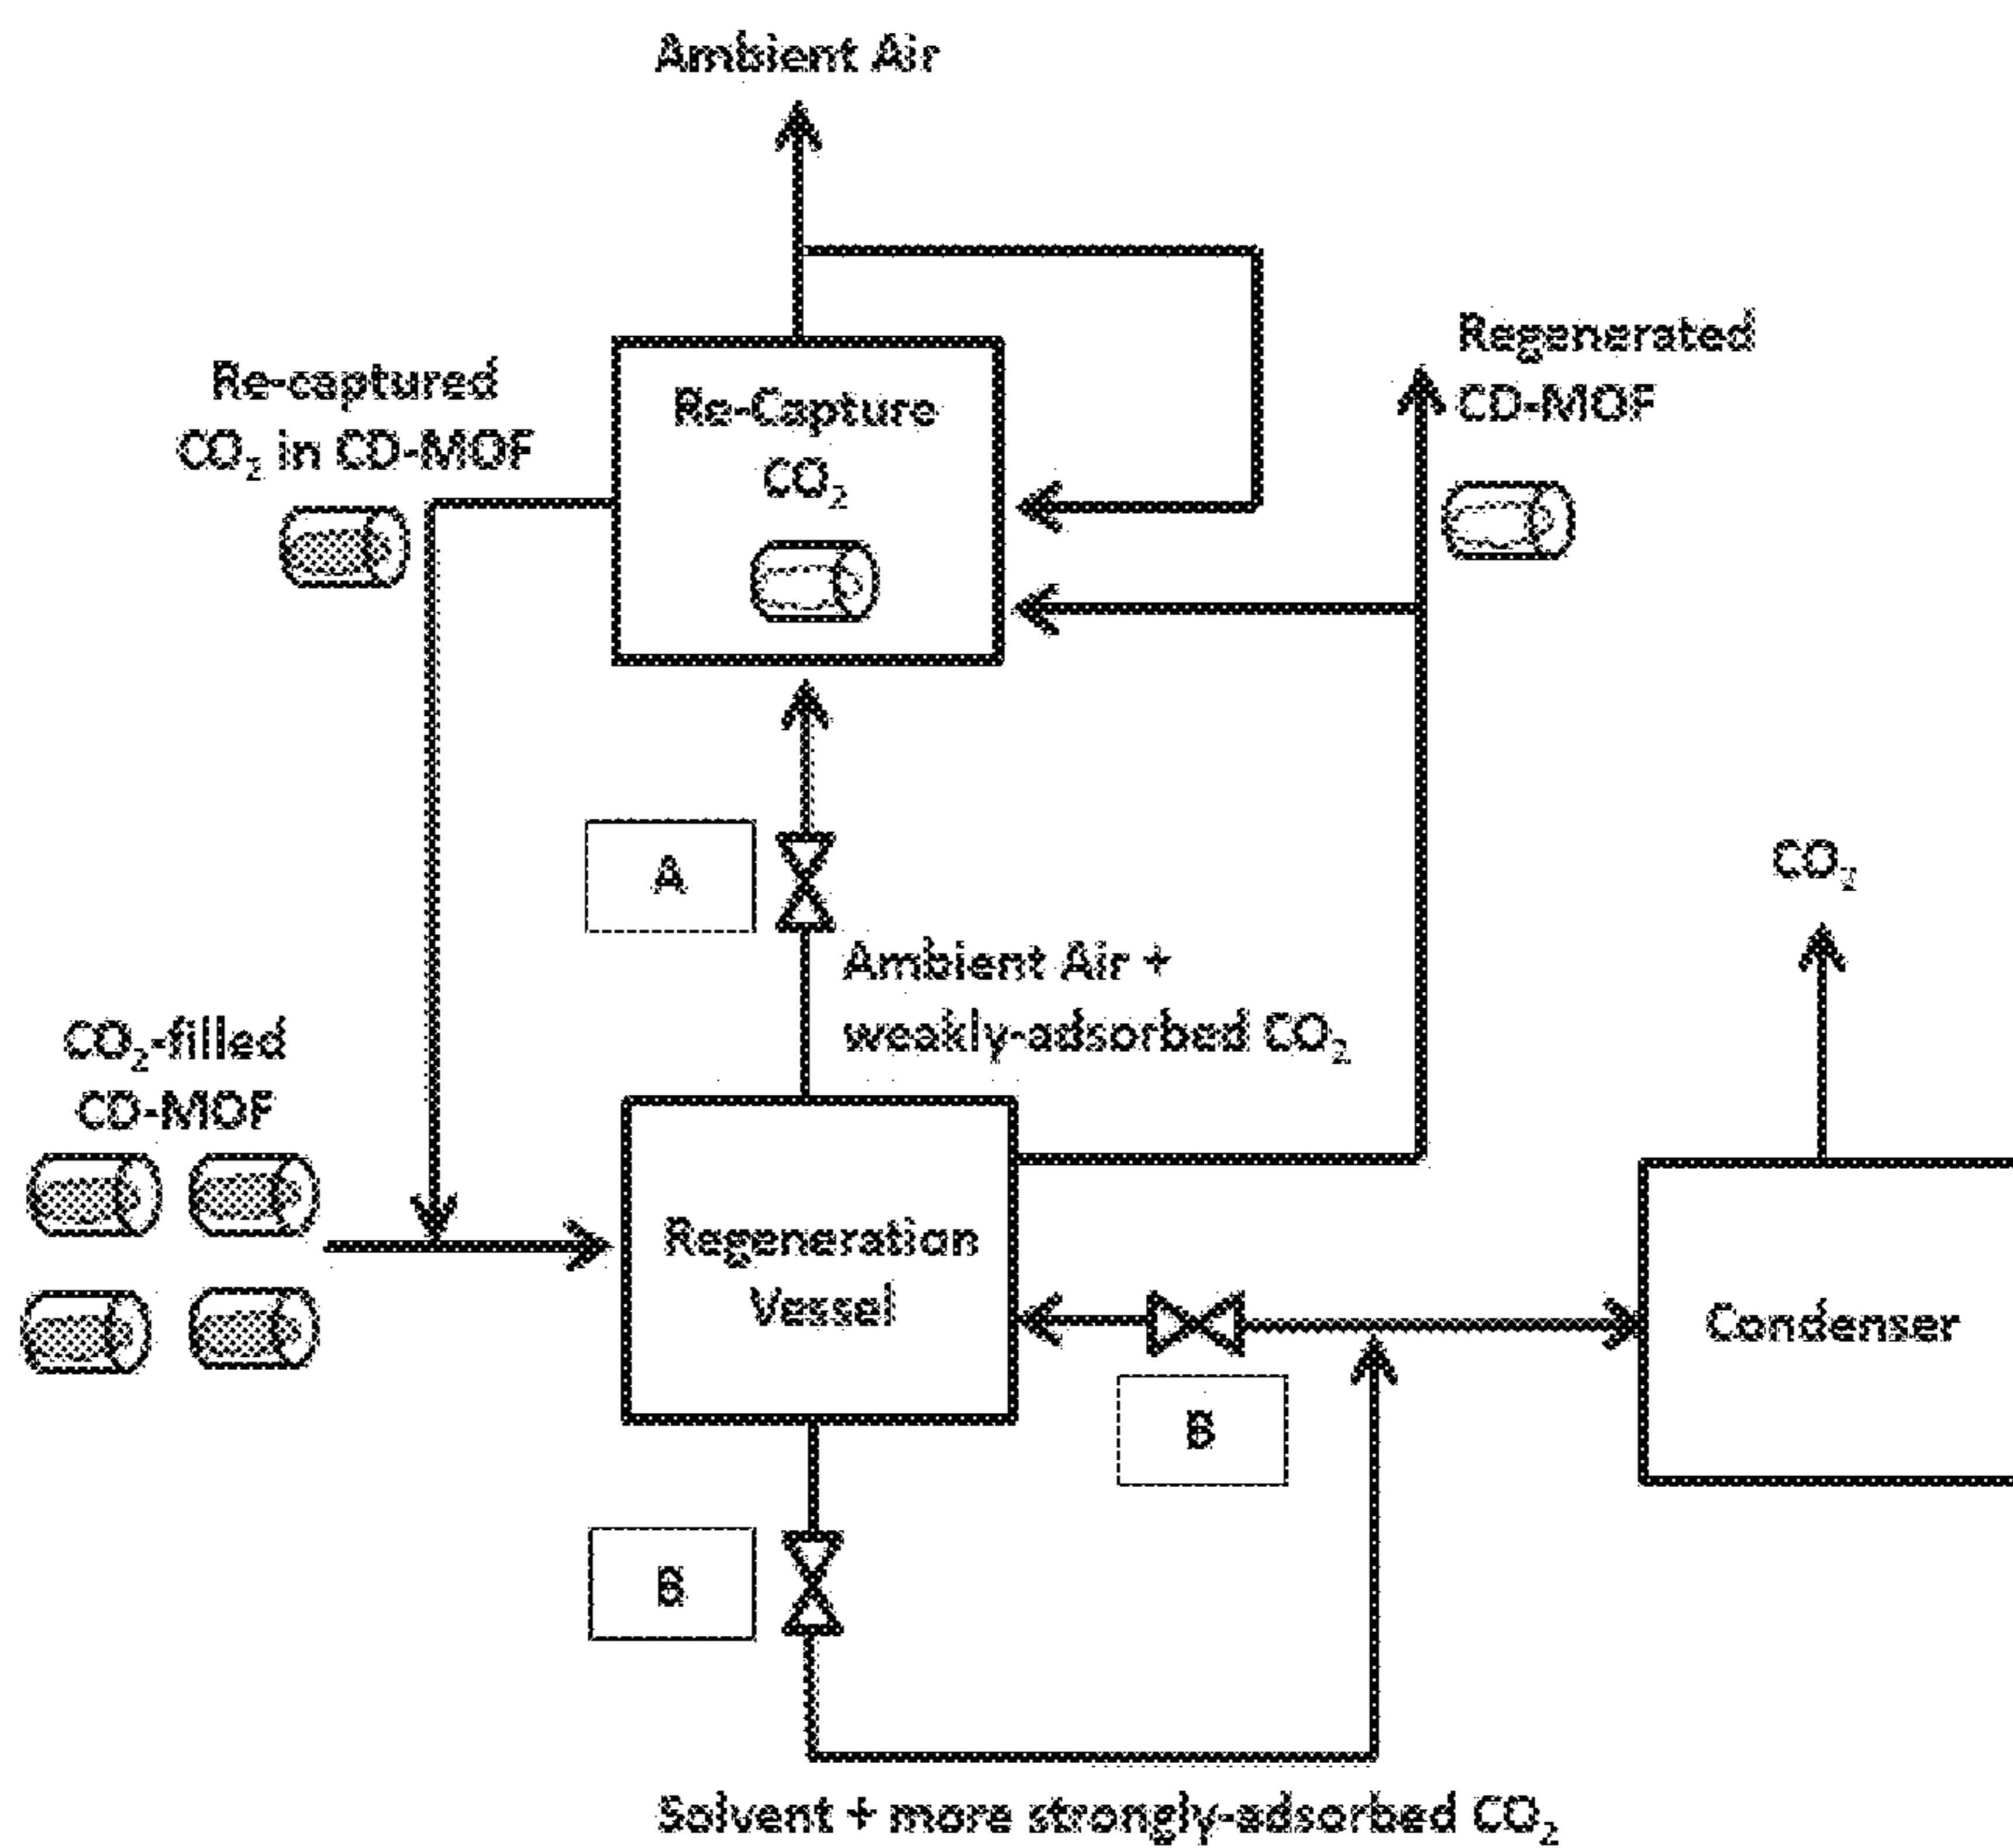 Ambient Air
Regenerated
CD-MOF
Re-captured
CO₂ in CD-MOF
Re-Capture
CO₂
A
CO₂
Ambient Air +
weakly-adsorbed CO₂
CO₂-filled
CD-MOF
Regeneration
Vessel
Condenser
B
B
Solvent + more strongly-adsorbed CO₂